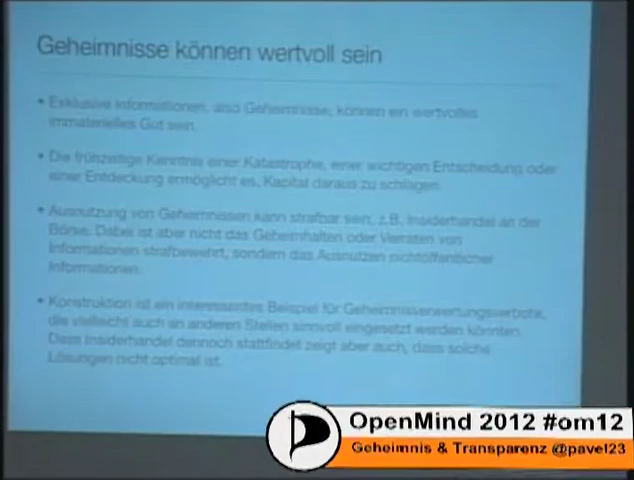 Geheimnisse können wertvoll sein
• Exklusive Informationen, also Geheimnisse, können ein wertvolles
immaterielles Gut sein.
• Die frühzeitige Kenntnis einer Katastrophe, einer wichtigen Entscheidung oder
einer Entdeckung ermöglicht es, Kapital daraus zu schlagen.
• Ausnutzung von Geheimnissen kann strafbar sein, z.B. Insiderhandel an der
Börse. Dabei ist aber nicht das Geheimhalten oder Verraten von
Informationen strafbewehrt, sondern das Ausnutzen nichtöffentlicher
Informationen.
• Konstruktion ist ein interessantes Beispiel für Geheimnisverwertungsverbote,
die vielleicht auch an anderen Stellen sinnvoll eingesetzt werden könnten.
Dass Insiderhandel dennoch stattfindet zeigt aber auch, dass solche
Lösungen nicht optimal ist.
OpenMind 2012 #om12
Geheimnis & Transparenz @pavel23